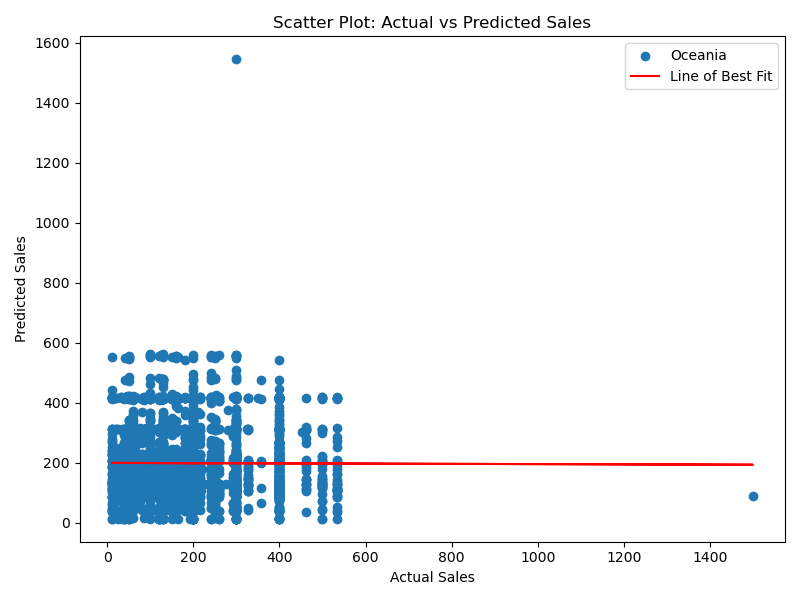 Scatter Plot: Actual vs Predicted Sales
Oceania
Line of Best Fit
1600
1400
1200
1000
800
600
400
200
0
Predicted Sales
0 200 400 600 800 1000 1200 1400
Actual Sales